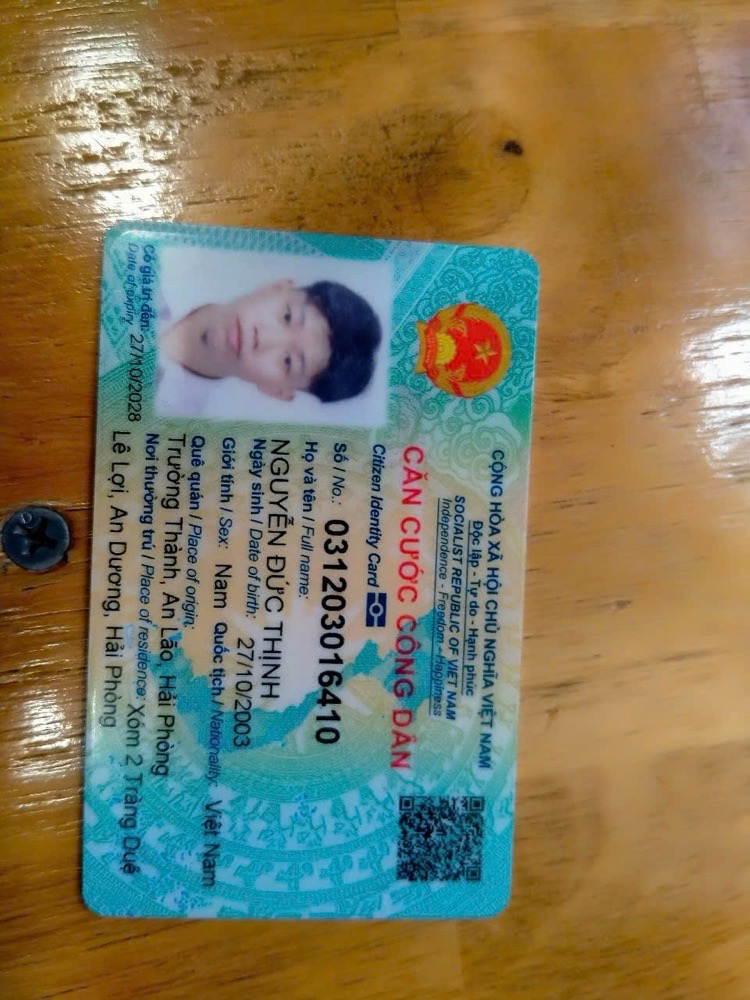 CỘNG HÒA XÃ HỘI CHỦ NGHĨA VIỆT NAM
Độc lập - Tự do - Hạnh phúc
SOCIALIST REPUBLIC OF VIET NAM
Independence - Freedom - Happiness
CĂN CƯỚC CÔNG DÂN
Citizen Identity Card
Số / No.: 031203016410
Họ và tên / Full name:
NGUYỄN ĐỨC THỊNH
Ngày sinh / Date of birth: 27/10/2003
Giới tính / Sex: Nam Quốc tịch / Nationality: Việt Nam
Quê quán / Place of origin:
Trường Thành, An Lão, Hải Phòng
Nơi thường trú / Place of residence: Xóm 2 Tràng Duệ
Lê Lợi, An Dương, Hải Phòng
Có giá trị đến: 27/10/2028
Date of expiry